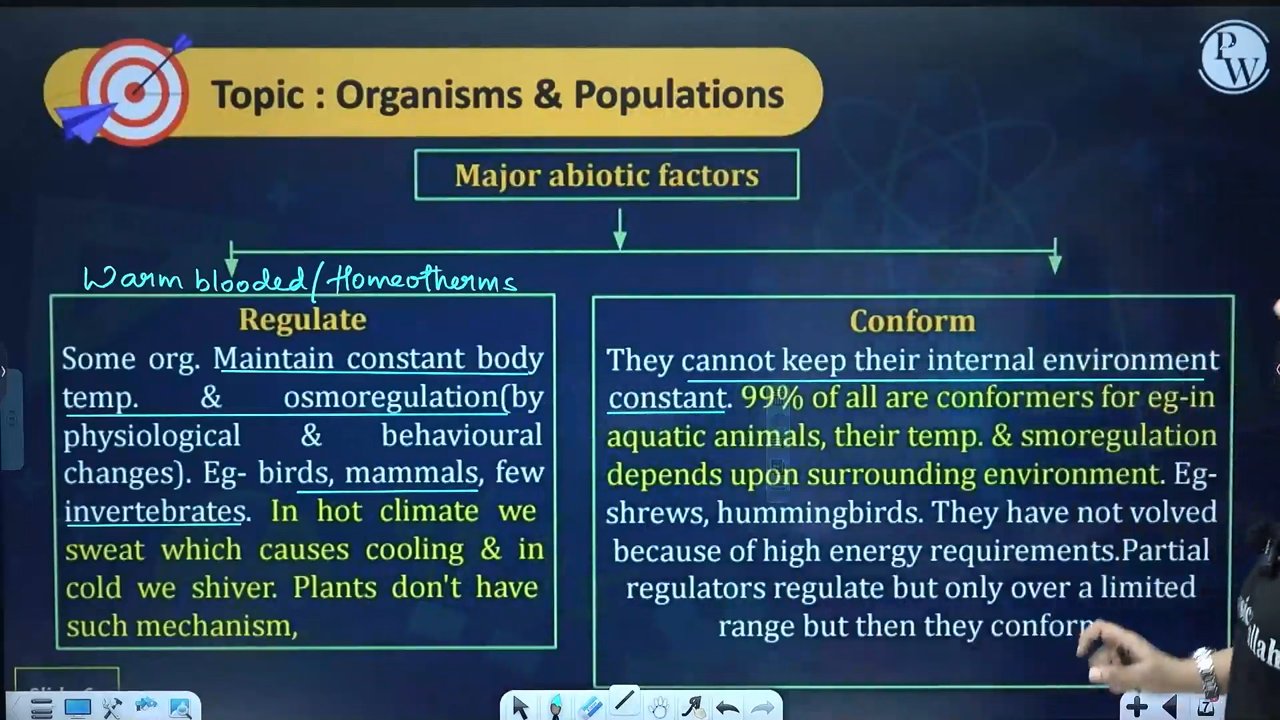 PW
Topic : Organisms & Populations
Major abiotic factors
Warm blooded/Homeotherms
Regulate
Some org. Maintain constant body
temp. & osmoregulation(by
physiological & behavioural
changes). Eg- birds, mammals, few
invertebrates. In hot climate we
sweat which causes cooling & in
cold we shiver. Plants don't have
such mechanism,
Conform
They cannot keep their internal environment
constant. 99% of all are conformers for eg-in
aquatic animals, their temp. & smoregulation
depends upon surrounding environment. Eg-
shrews, hummingbirds. They have not volved
because of high energy requirements.Partial
regulators regulate but only over a limited
range but then they conform